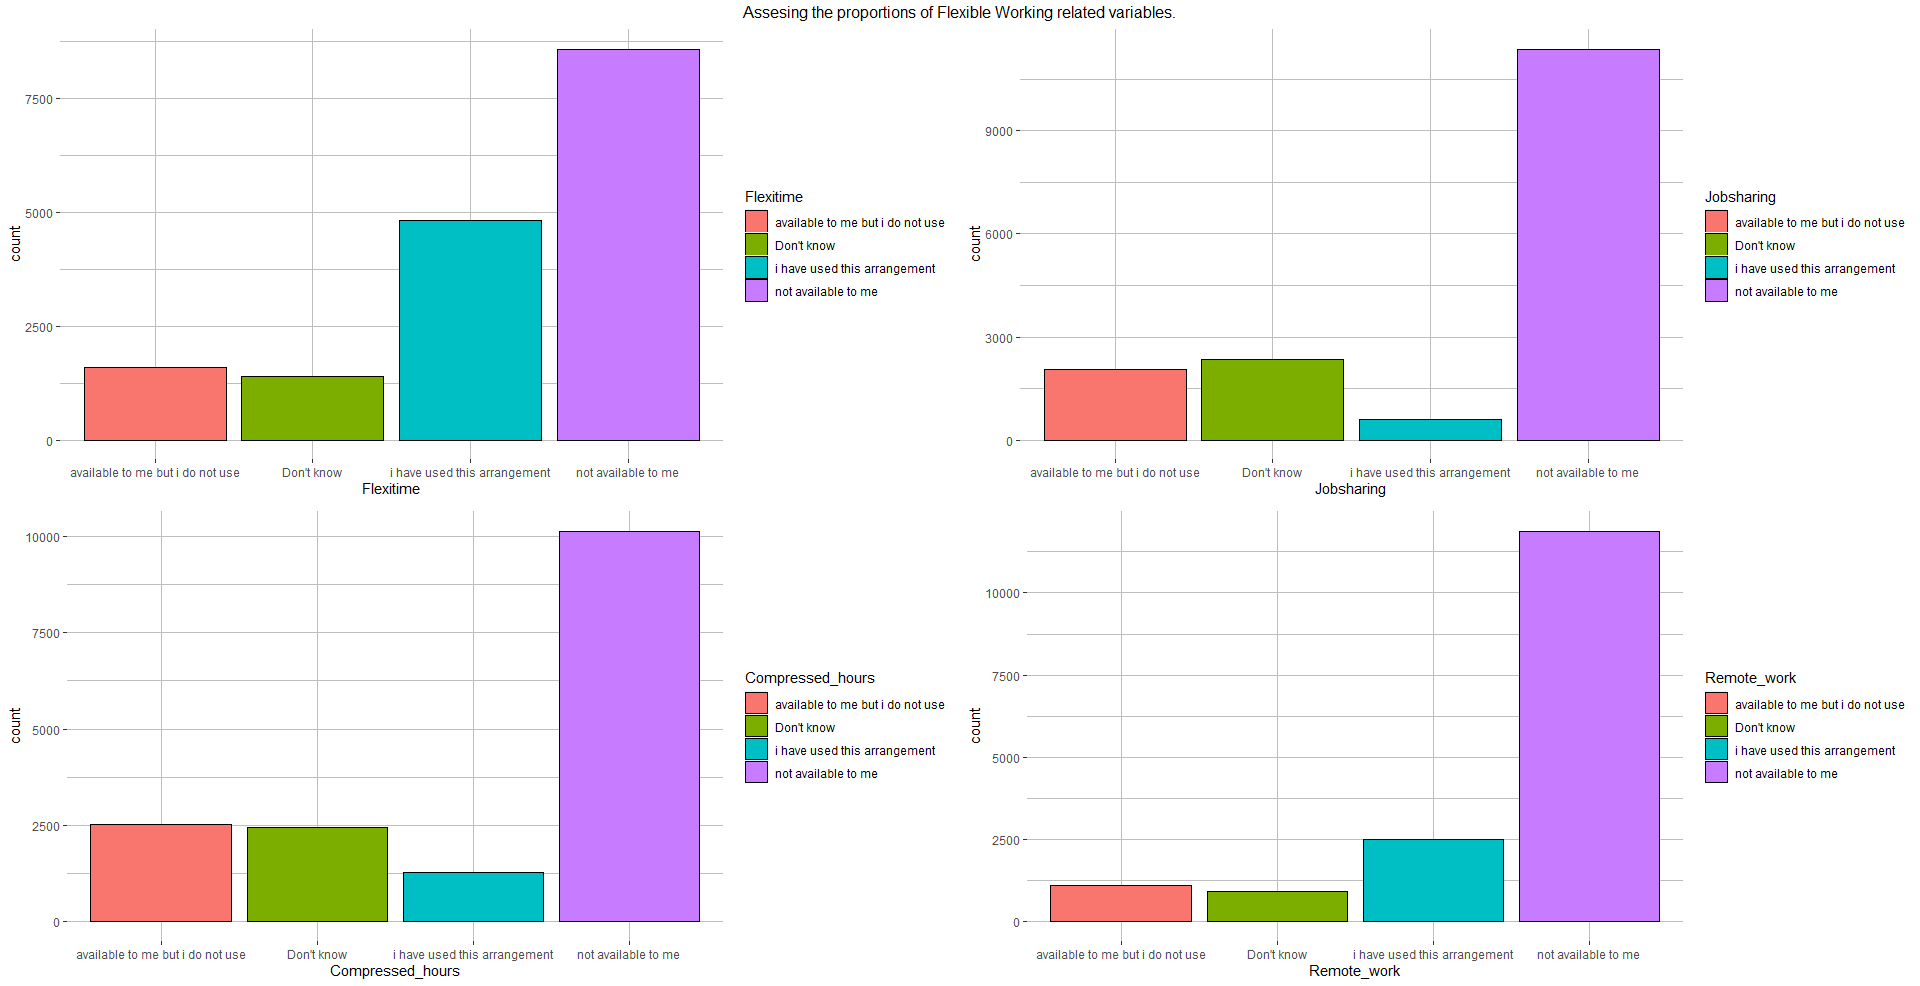 Assesing the proportions of Flexible Working related variables.
count
7500
5000
2500
0
available to me but i do not use
Don't know
i have used this arrangement
not available to me
Flexitime
Flexitime
available to me but i do not use
Don't know
i have used this arrangement
not available to me
count
9000
6000
3000
0
available to me but i do not use
Don't know
i have used this arrangement
not available to me
Jobsharing
Jobsharing
available to me but i do not use
Don't know
i have used this arrangement
not available to me
count
10000
7500
5000
2500
0
available to me but i do not use
Don't know
i have used this arrangement
not available to me
Compressed_hours
Compressed_hours
available to me but i do not use
Don't know
i have used this arrangement
not available to me
count
10000
7500
5000
2500
0
available to me but i do not use
Don't know
i have used this arrangement
not available to me
Remote_work
Remote_work
available to me but i do not use
Don't know
i have used this arrangement
not available to me